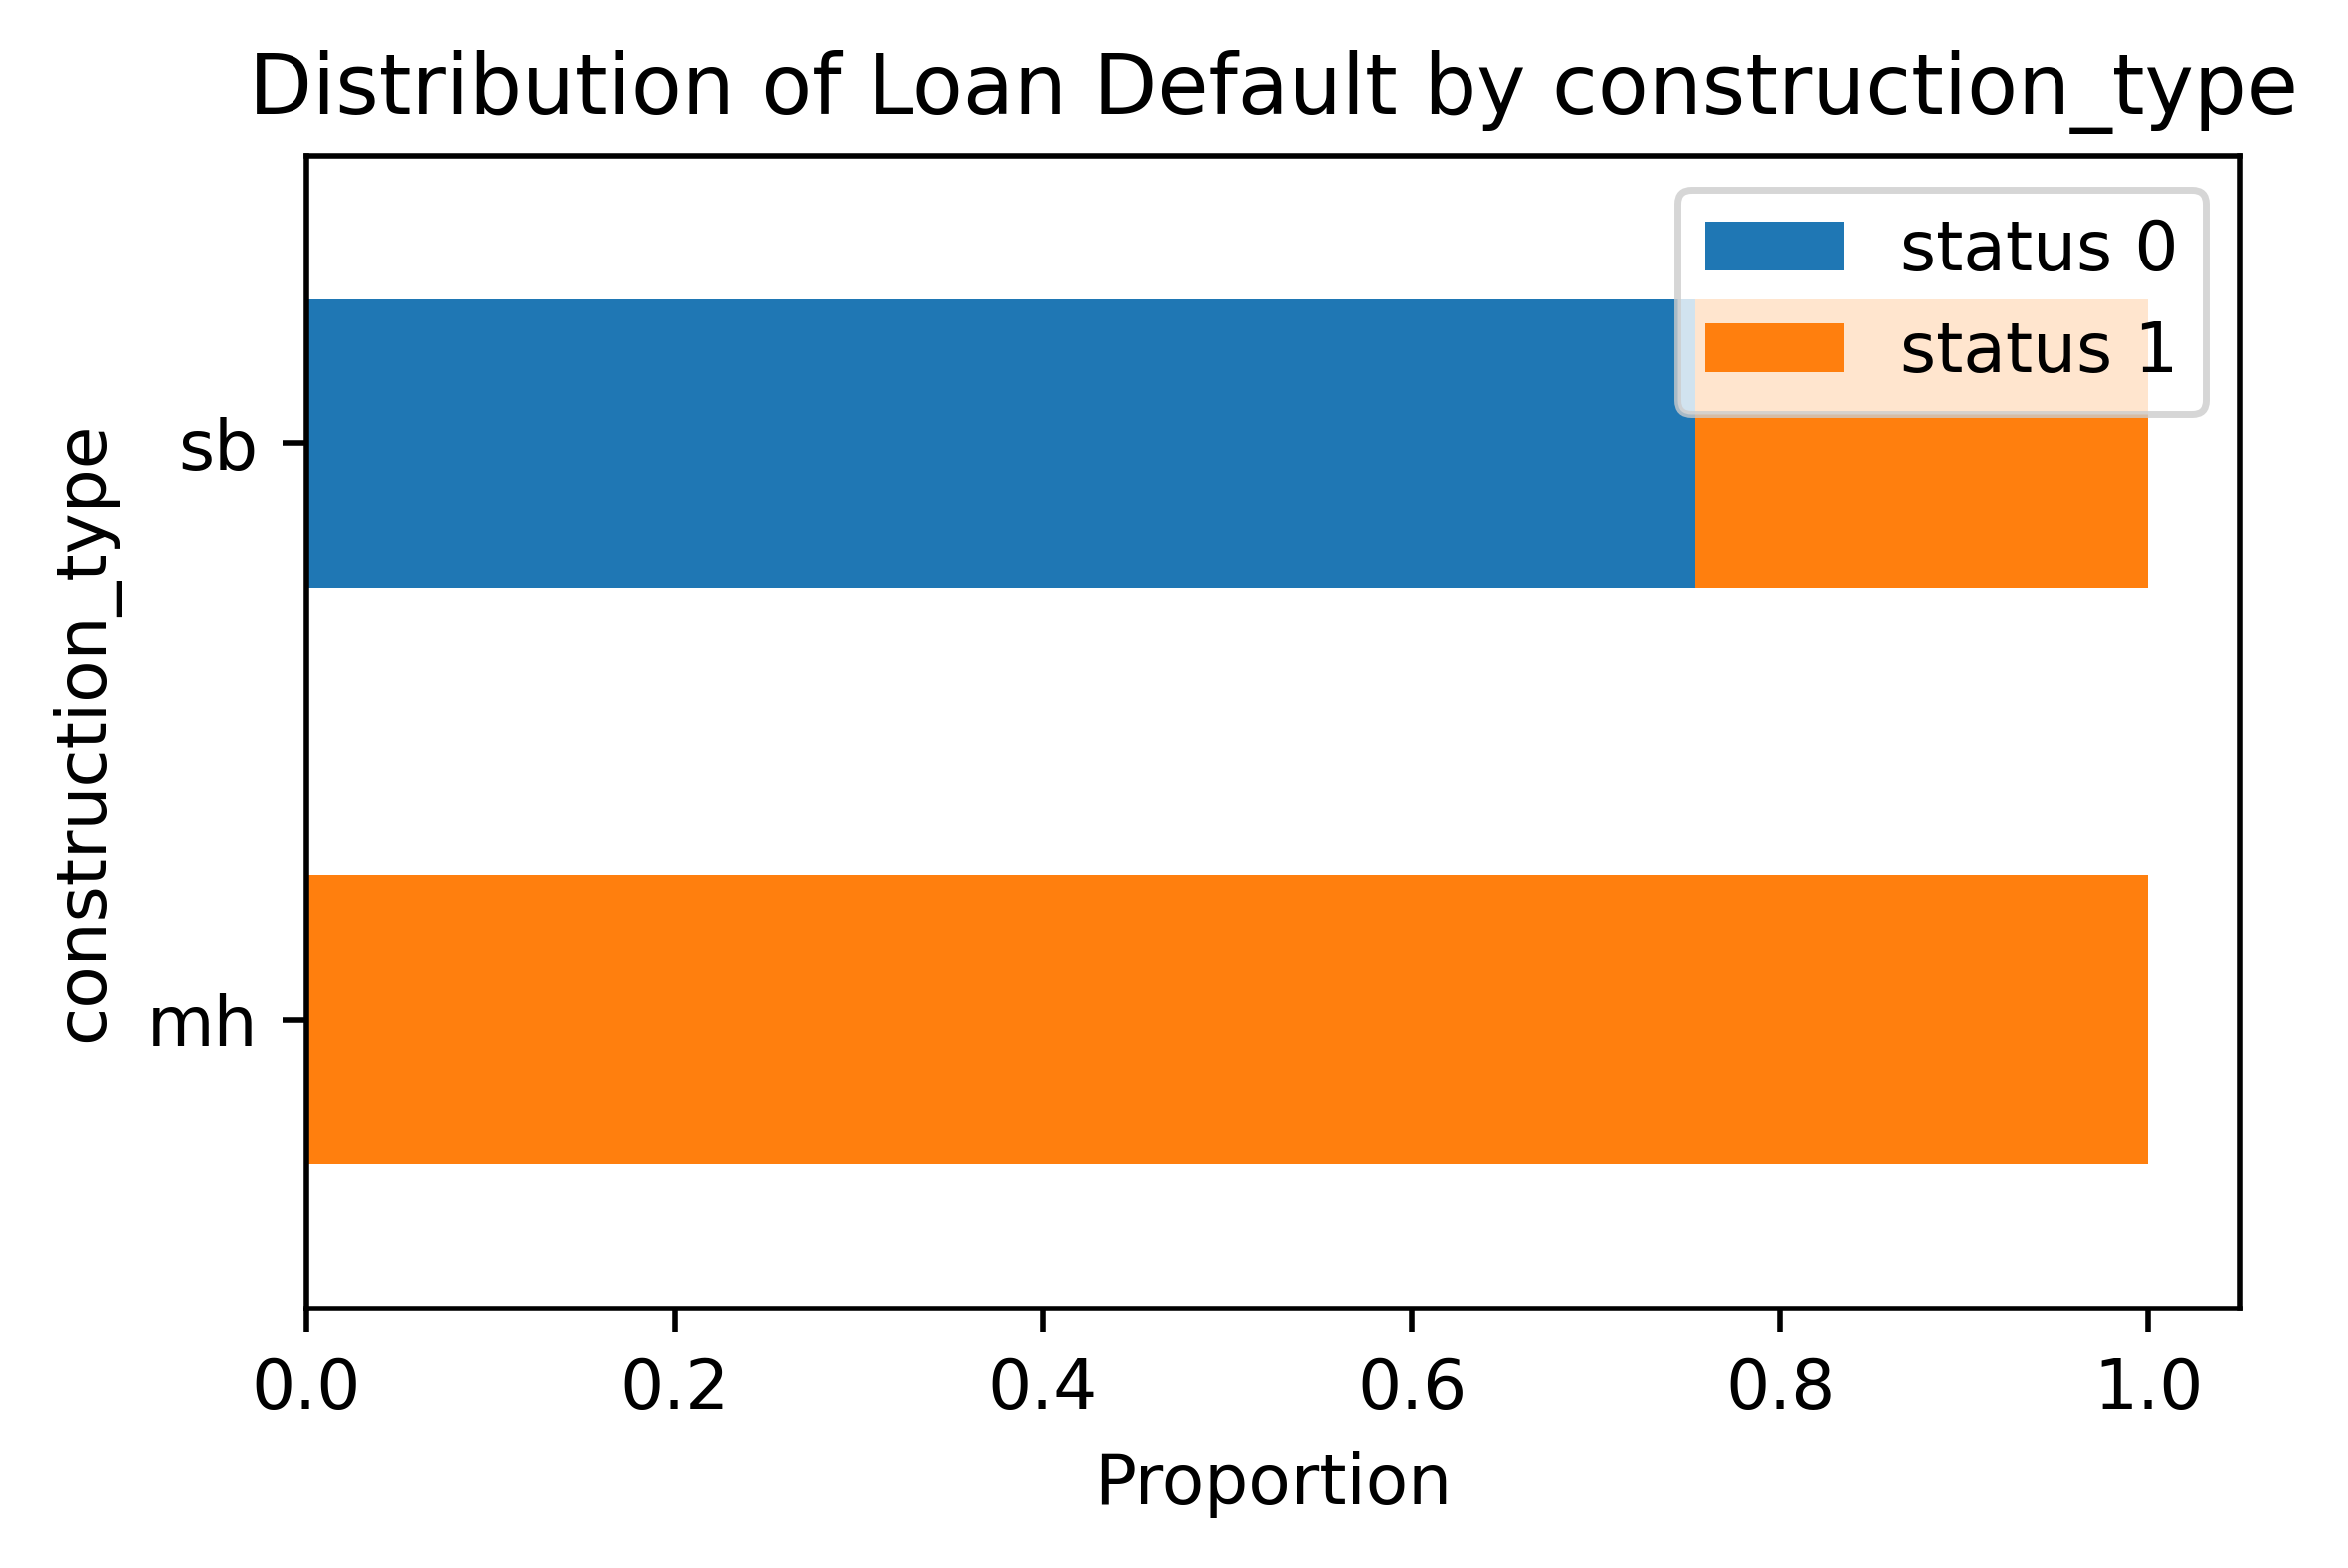 Distribution of Loan Default by construction_type
status 0
status 1
construction_type
sb
mh
0.0 0.2 0.4 0.6 0.8 1.0
Proportion